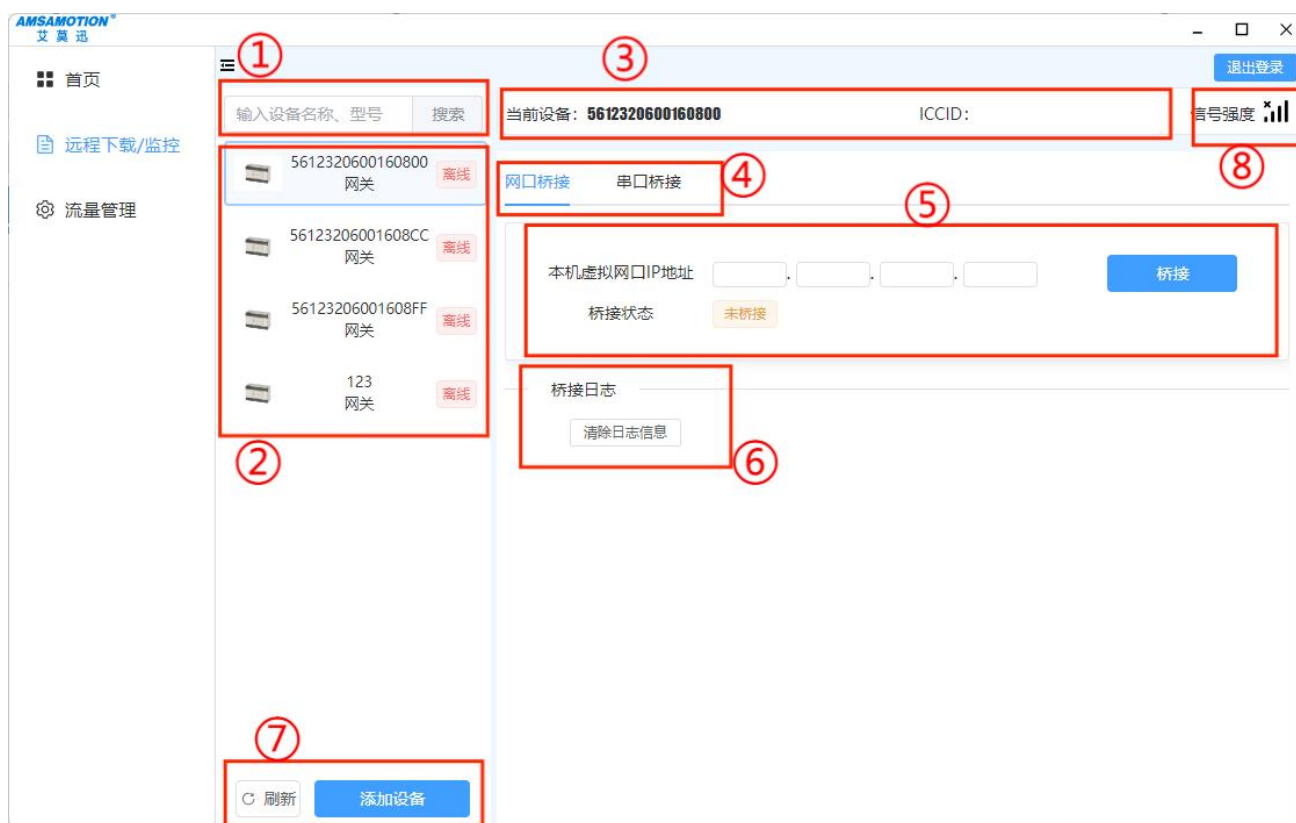 AMSAMOTION®
艾莫迅
首页
远程下载/监控
流量管理
①
输入设备名称、型号 搜索
5612320600160800
网关
离线
56123206001608CC
网关
离线
56123206001608FF
网关
离线
123
网关
离线
②
⑦
刷新 添加设备
退出登录
③
当前设备：5612320600160800 ICCID：
信号强度
⑧
网口桥接 串口桥接
④
⑤
本机虚拟网口IP地址 . . . 桥接
桥接状态 未桥接
桥接日志
清除日志信息
⑥